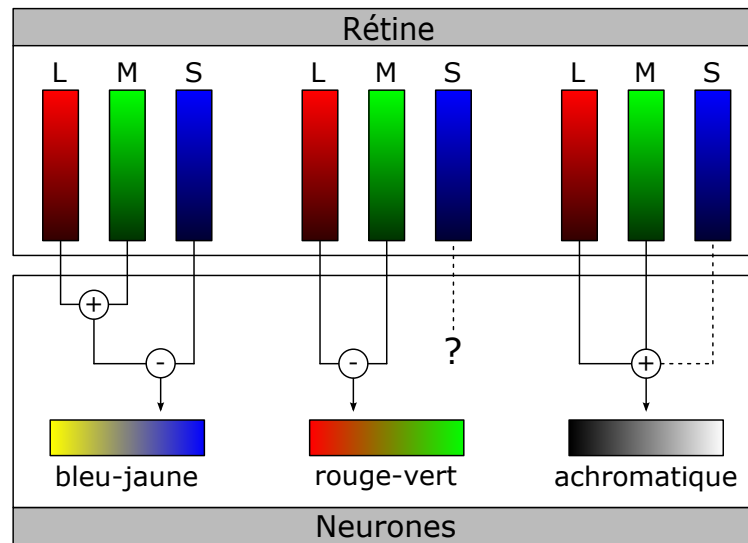 Rétine
L M S L M S L M S
+
- - +
?
bleu-jaune rouge-vert achromatique
Neurones